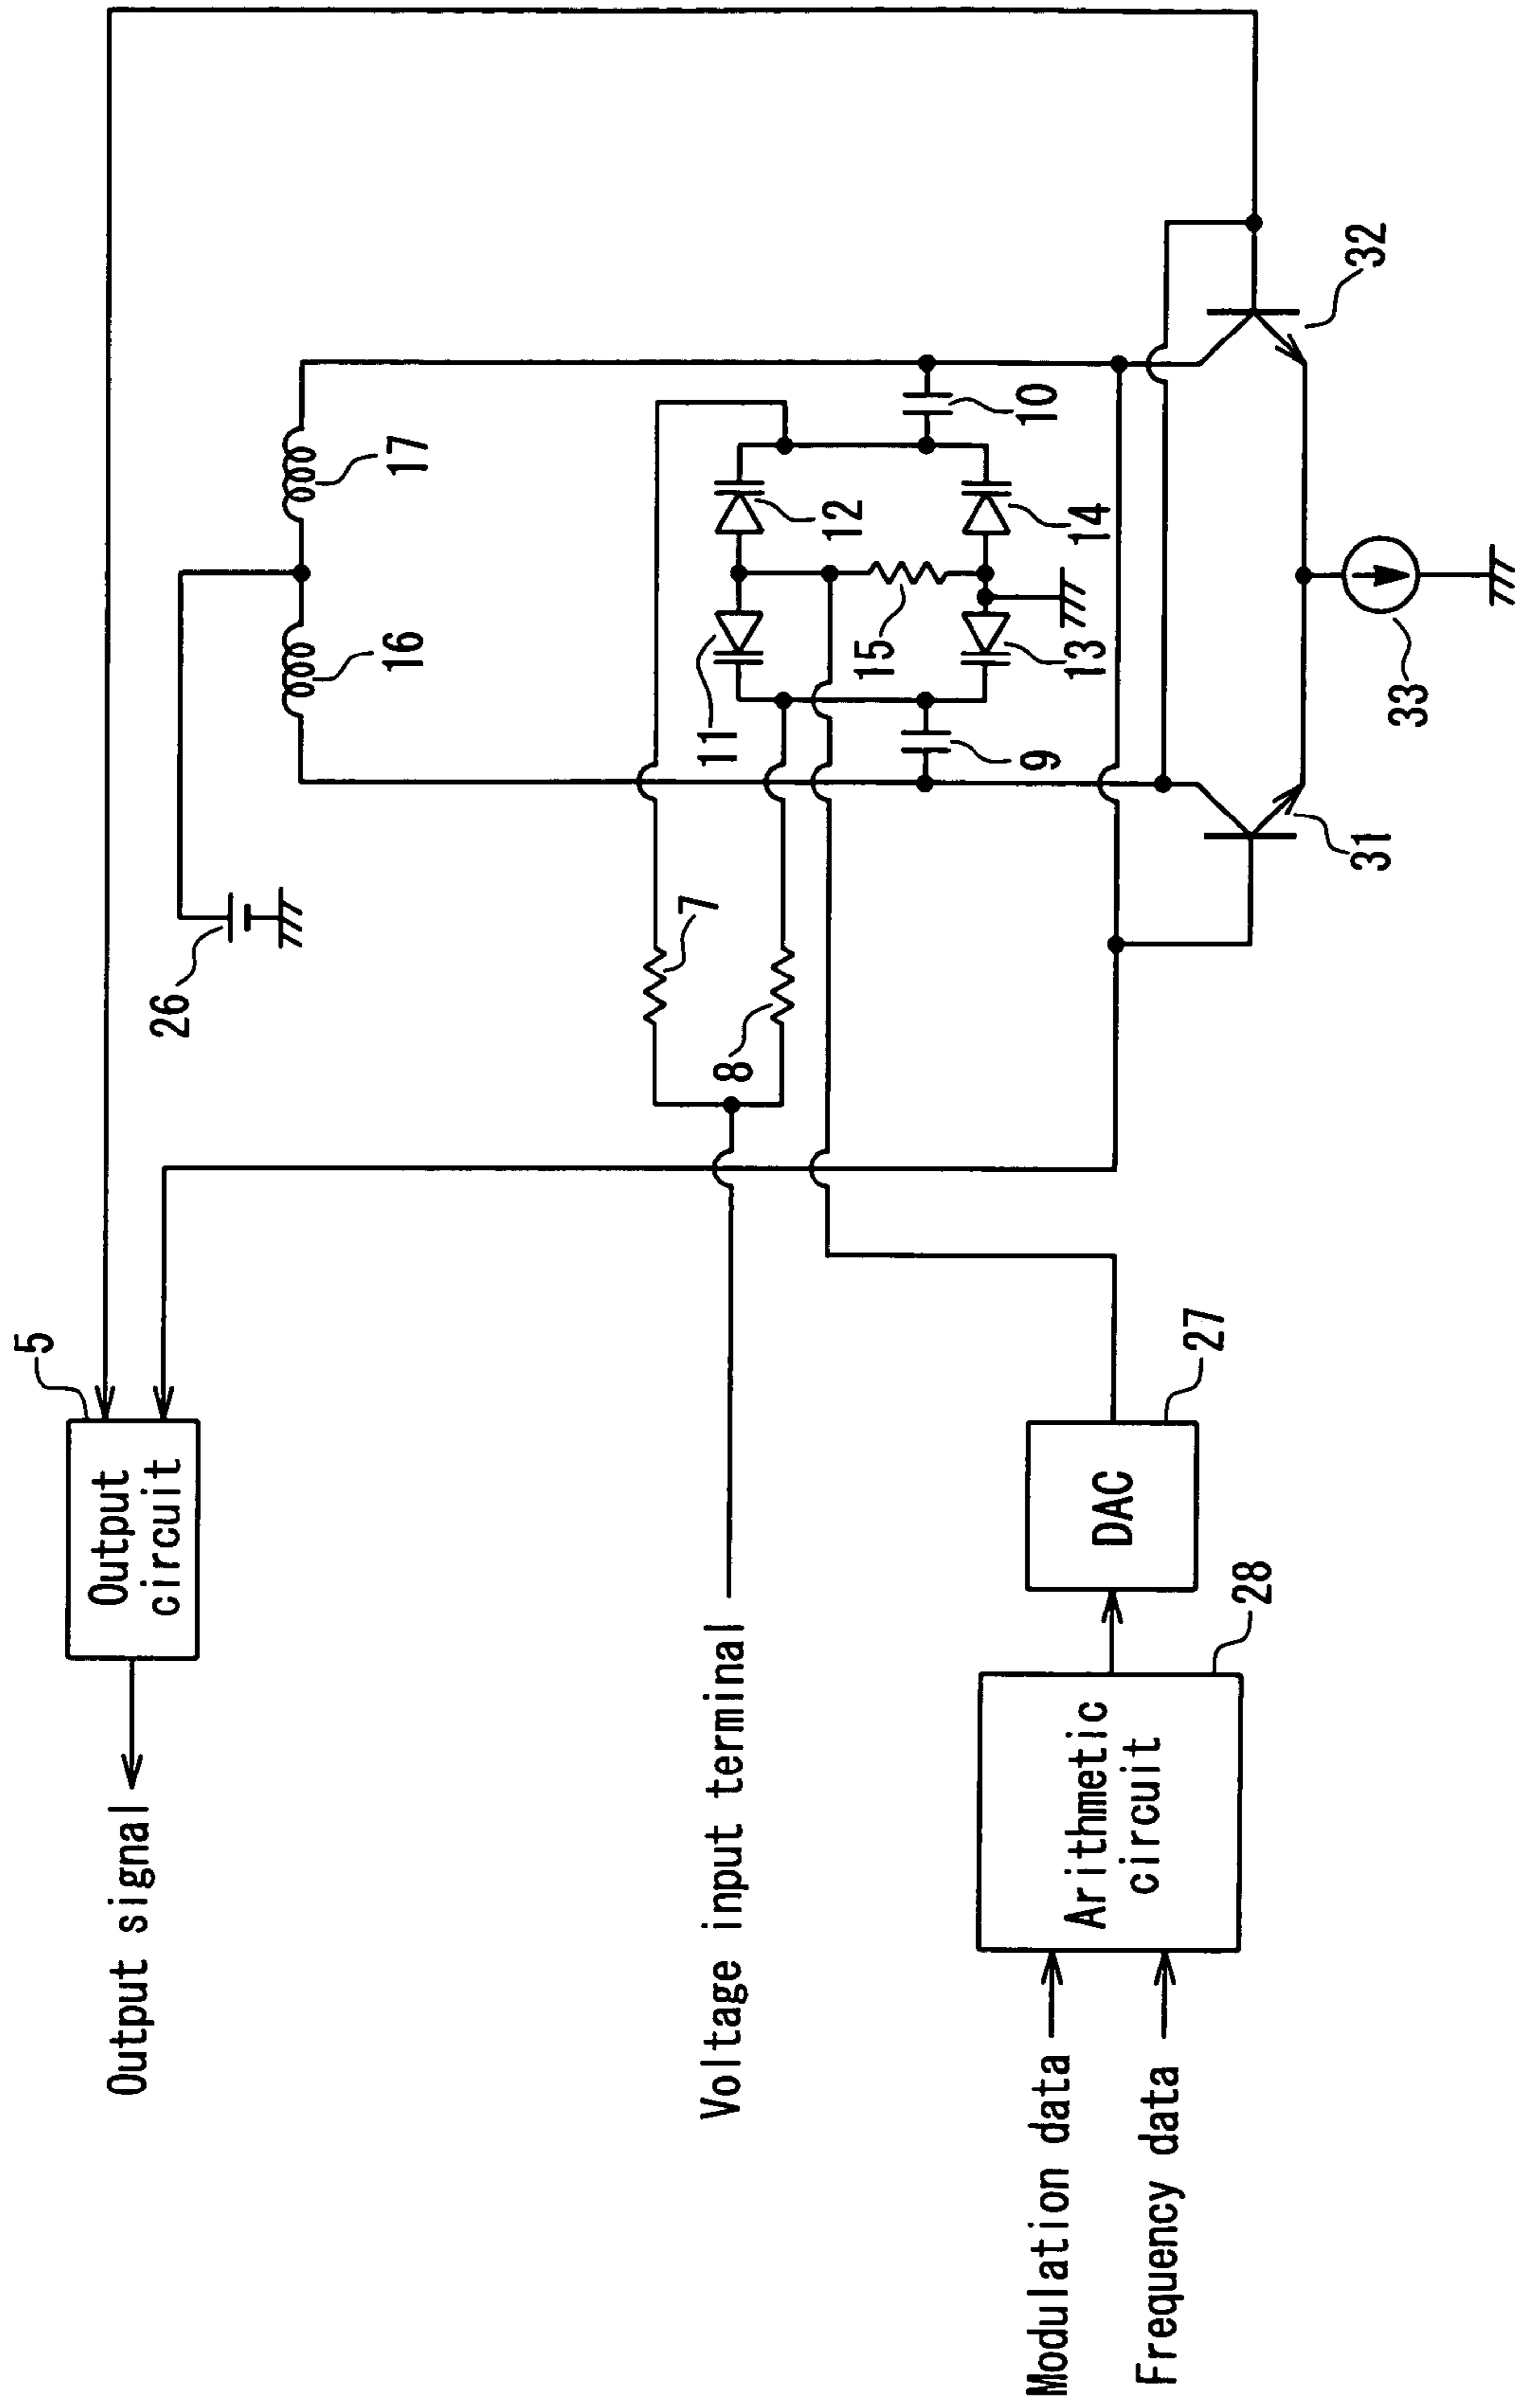 Output signal
Output
circuit
5
Voltage input terminal
Modulation data
Frequency data
Arithmetic
circuit
28
DAC
27
26
7
8
16
17
11
12
15
13
14
9
10
31
32
33